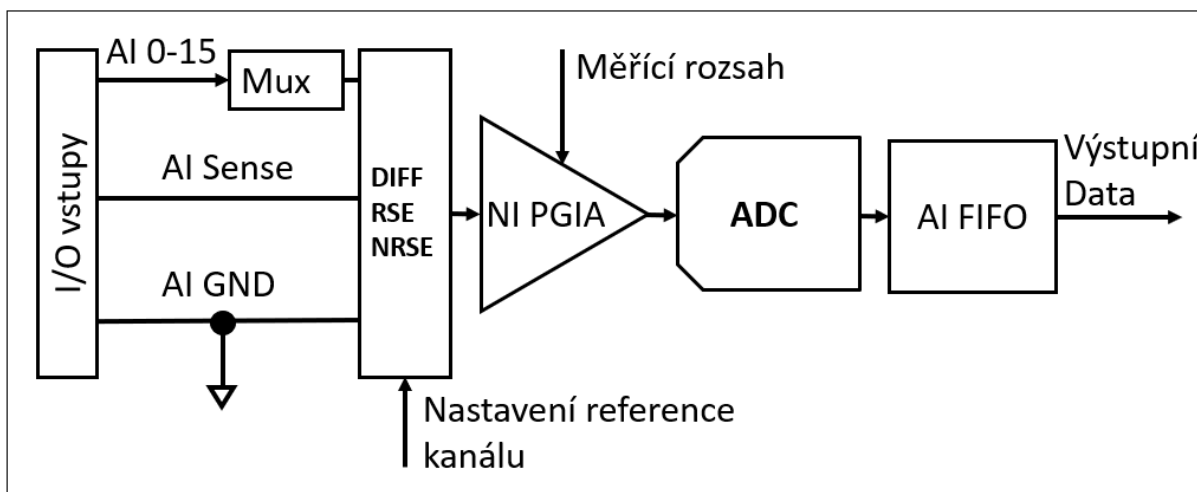 I/O vstupy
AI 0-15
Mux
AI Sense
AI GND
DIFF
RSE
NRSE
Nastavení reference
kanálu
Měřící rozsah
NI PGIA
ADC
AI FIFO
Výstupní
Data